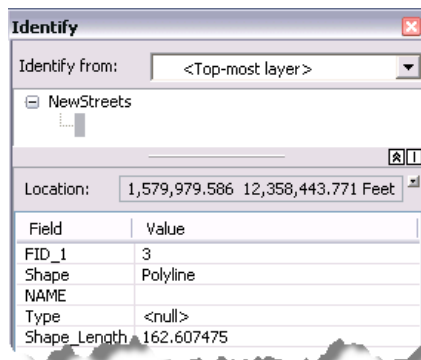 Identify
Identify from: <Top-most layer>
NewStreets
Location: 1,579,979.586 12,358,443.771 Feet
Field Value
FID_1 3
Shape Polyline
NAME
Type <null>
Shape_Length 162.607475